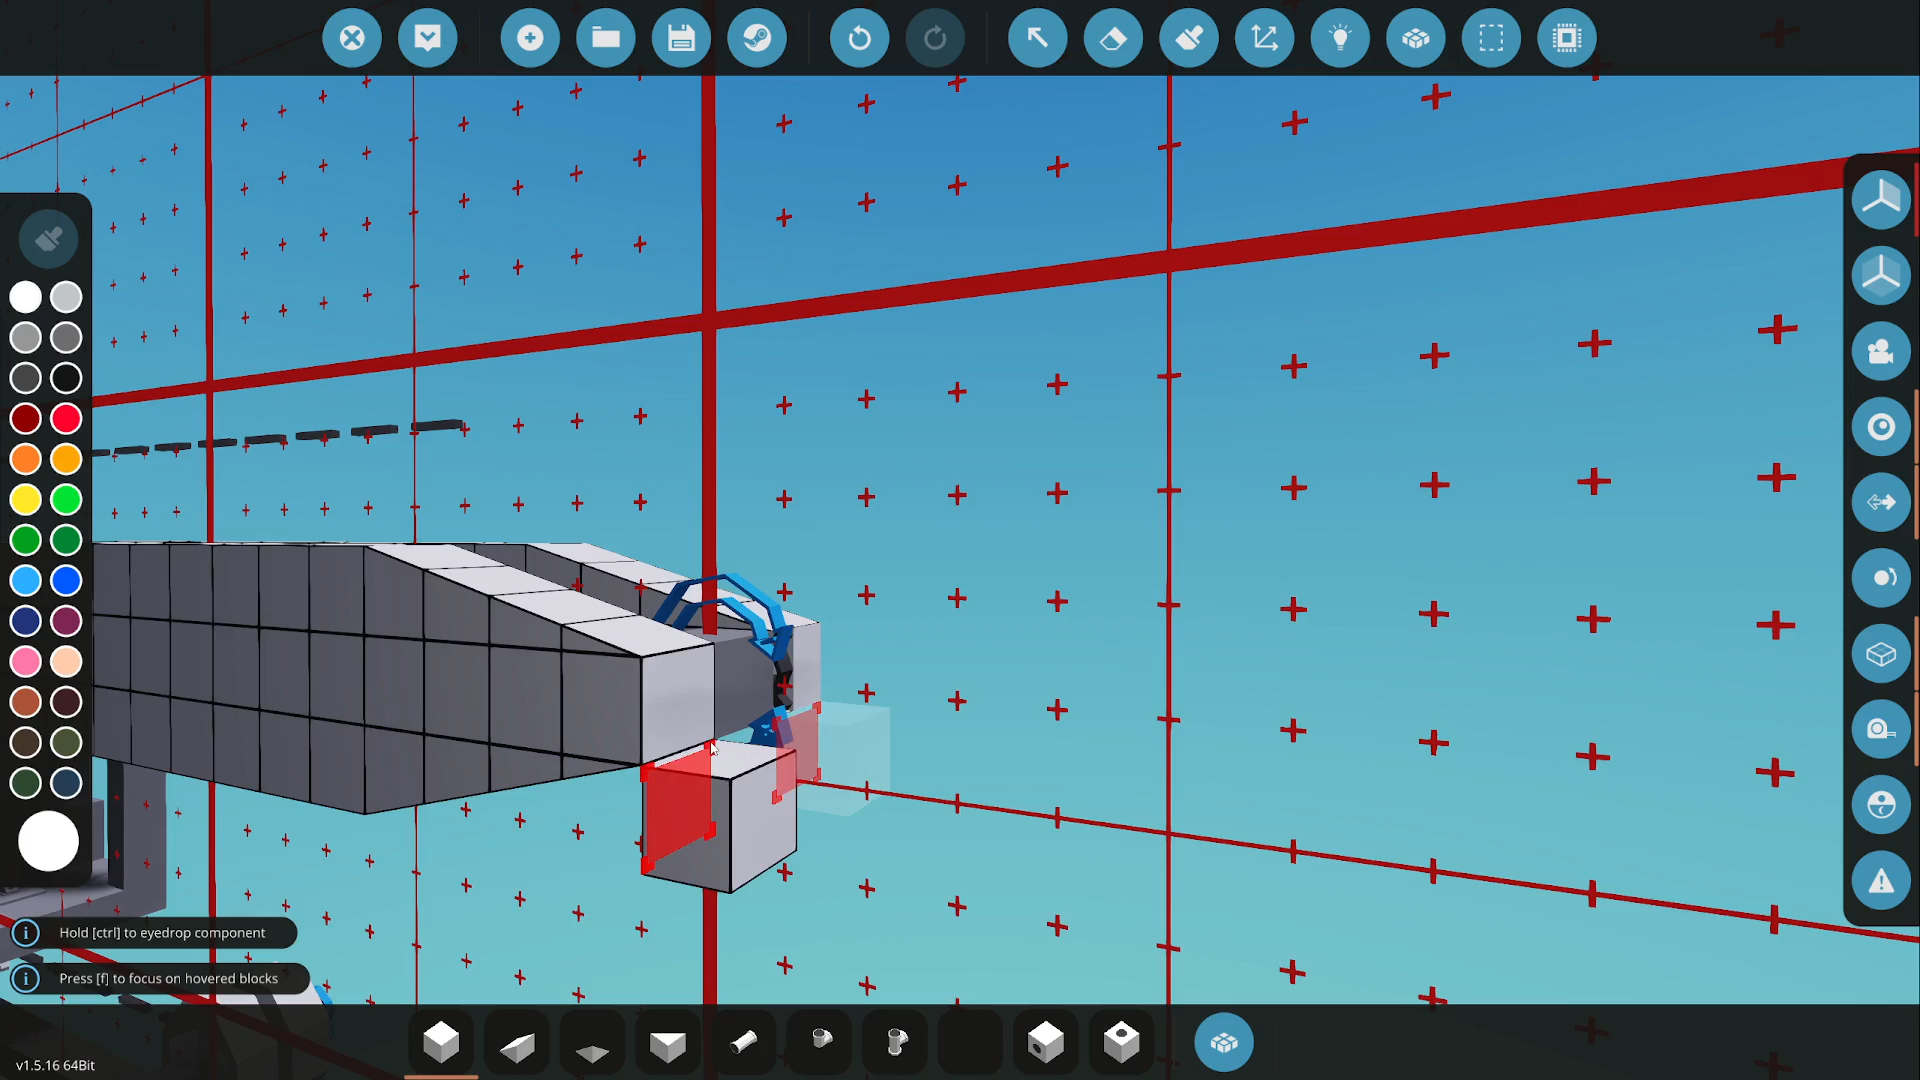 Hold [ctrl] to eyedrop component
Press [f] to focus on hovered blocks
v1.5.16 64Bit